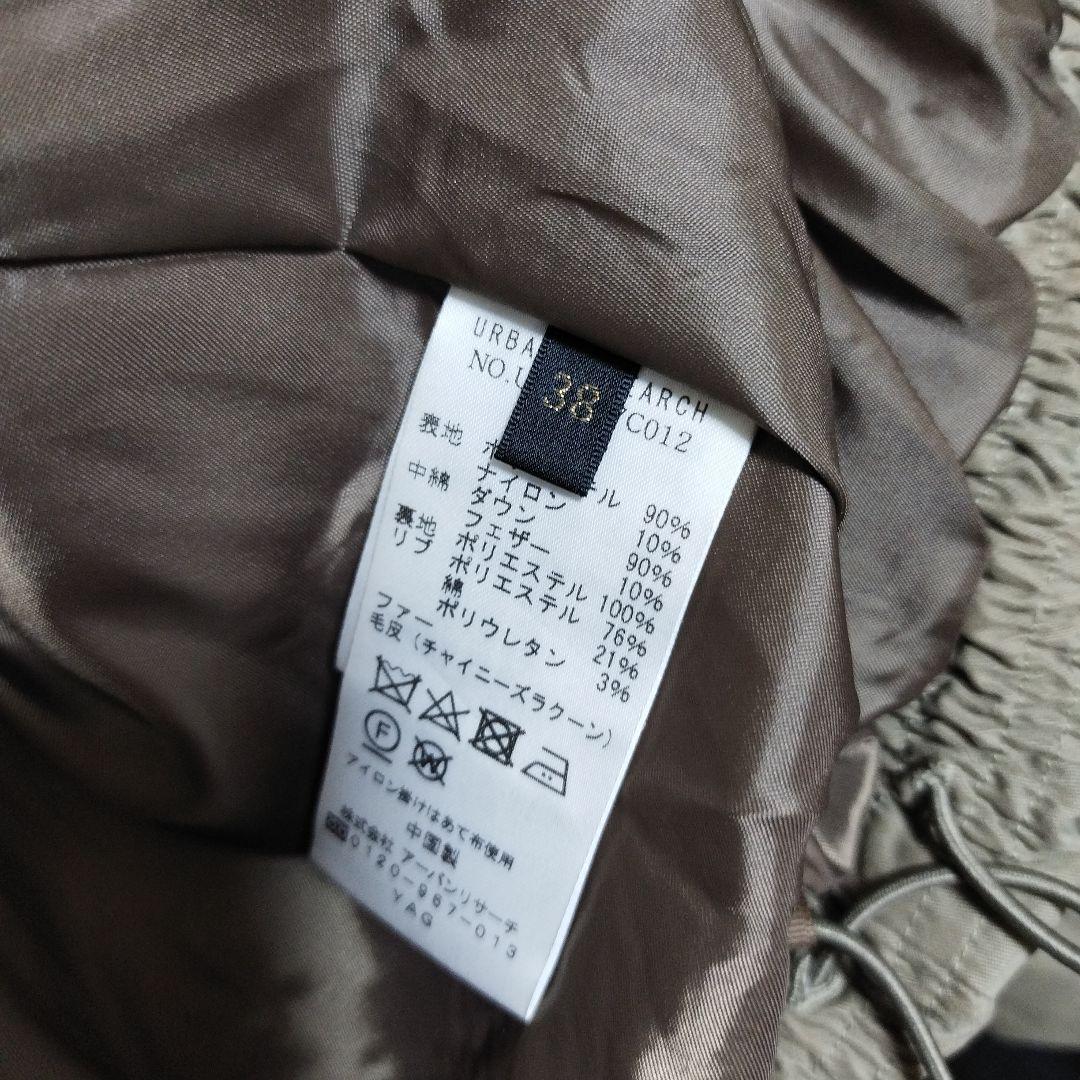 38
URBA EARCH
NO.U C012
表地 ポ ル 90%
ナイロン 10%
中綿 ダウン 90%
フェザー 10%
裏地 ポリエステル 100%
リブ ポリエステル 76%
綿 21%
ポリウレタン 3%
ファー
毛皮(チャイニーズラクーン)
F W
アイロン掛けはあて布使用
中国製
株式会社 アーバンリサーチ
0120-967-013
YAG